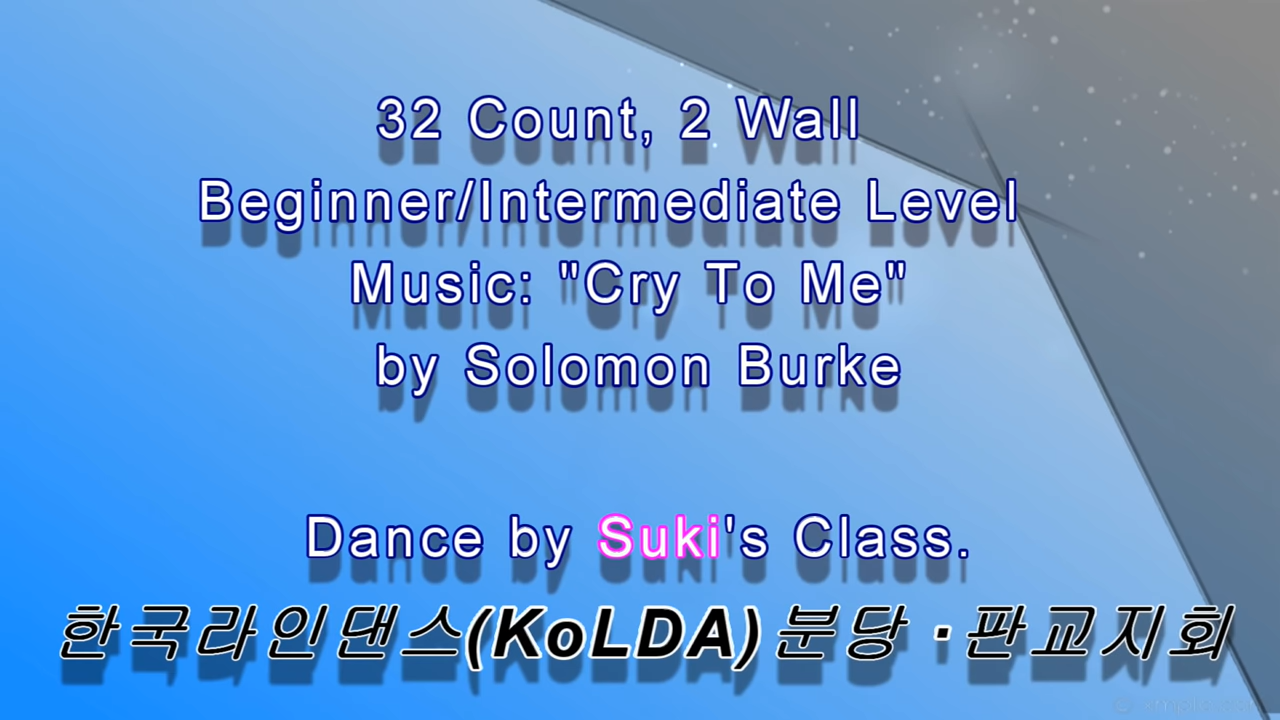 32 Count, 2 Wall
Beginner/Intermediate Level
Music: "Cry To Me"
by Solomon Burke
Dance by Suki's Class.
한국라인댄스(KoLDA)분당·판교지회